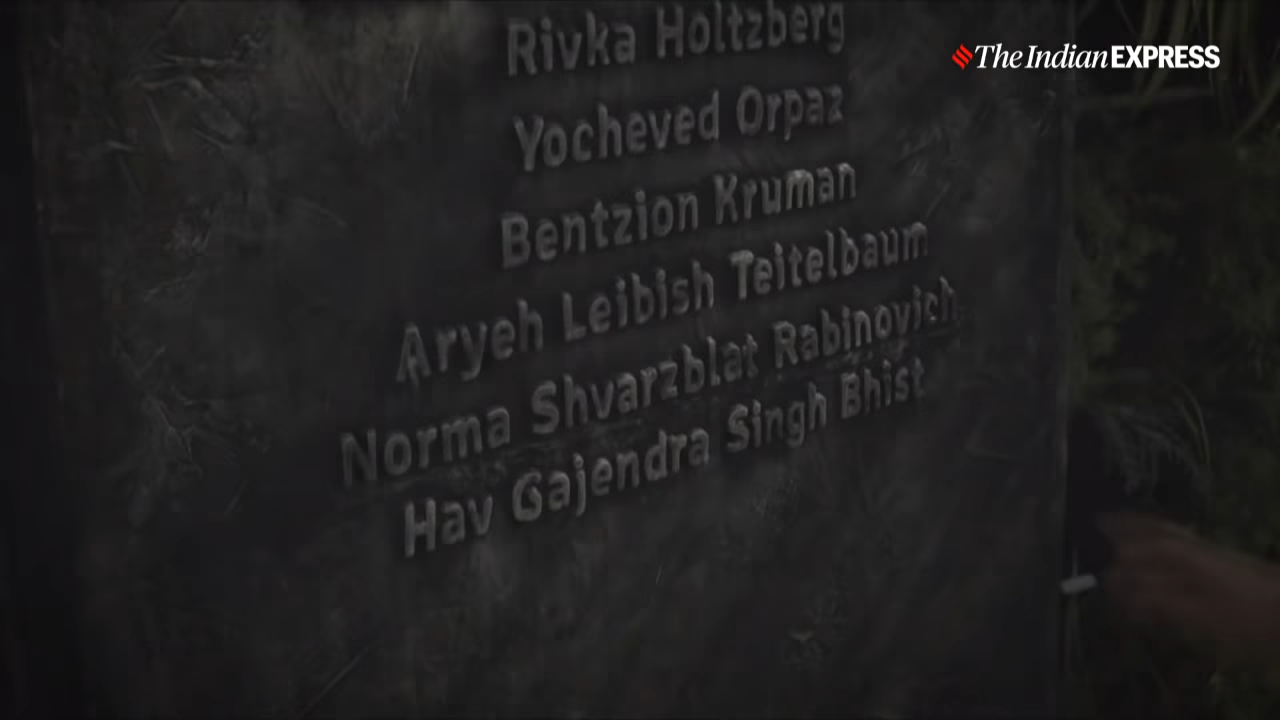 The Indian EXPRESS
Rivka Holtzberg
Yocheved Orpaz
Bentzion Kruman
Aryeh Leibish Teitelbaum
Norma Shvarzblat Rabinovich
Hav Gajendra Singh Bhist